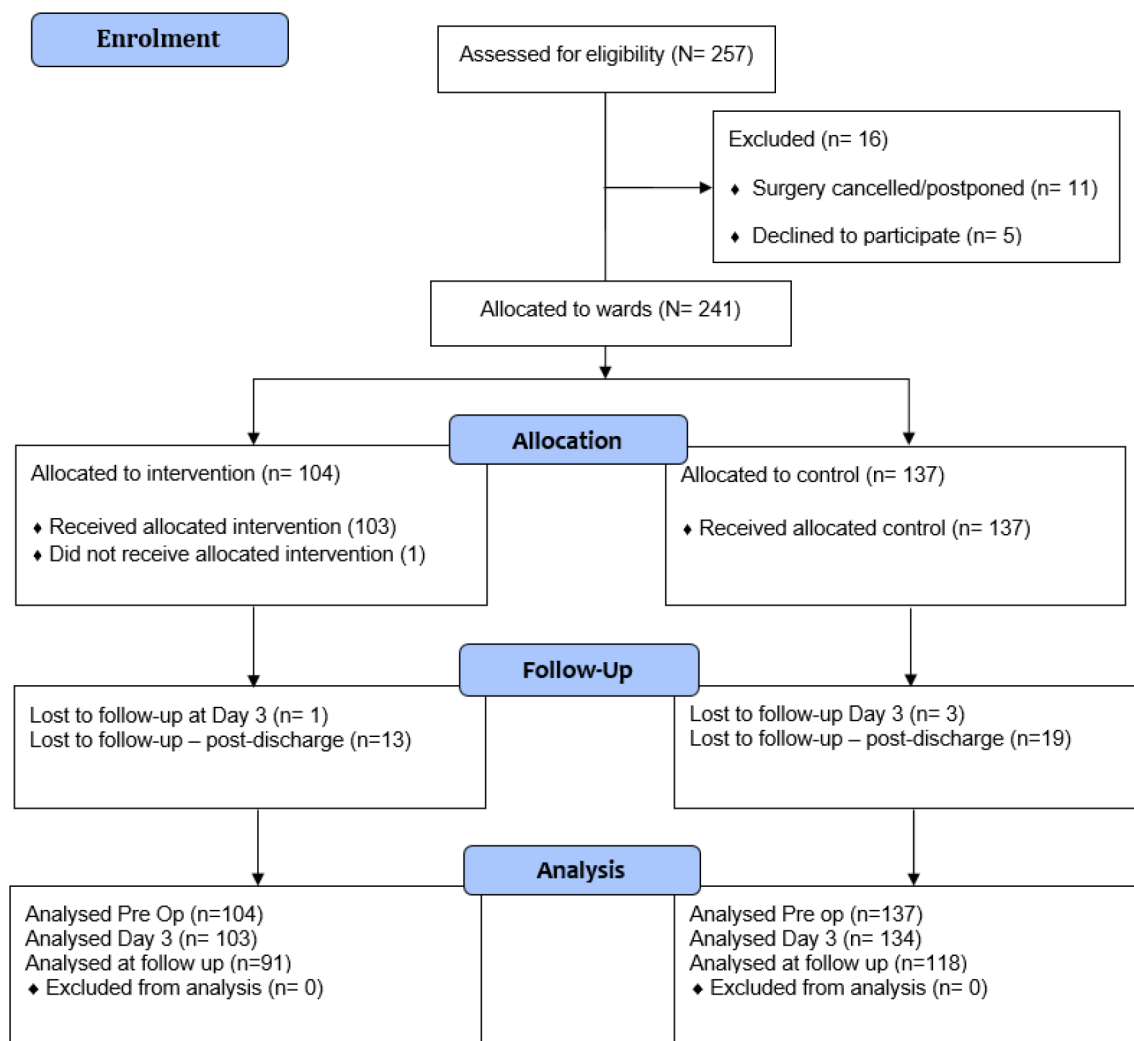 Enrolment
Assessed for eligibility (N= 257)
Excluded (n= 16)
♦ Surgery cancelled/postponed (n= 11)
♦ Declined to participate (n= 5)
Allocated to wards (N= 241)
Allocation
Allocated to intervention (n= 104)
♦ Received allocated intervention (103)
♦ Did not receive allocated intervention (1)
Allocated to control (n= 137)
♦ Received allocated control (n= 137)
Follow-Up
Lost to follow-up at Day 3 (n= 1)
Lost to follow-up – post-discharge (n=13)
Lost to follow-up Day 3 (n= 3)
Lost to follow-up – post-discharge (n=19)
Analysis
Analysed Pre Op (n=104)
Analysed Day 3 (n= 103)
Analysed at follow up (n=91)
♦ Excluded from analysis (n= 0)
Analysed Pre op (n=137)
Analysed Day 3 (n= 134)
Analysed at follow up (n=118)
♦ Excluded from analysis (n= 0)